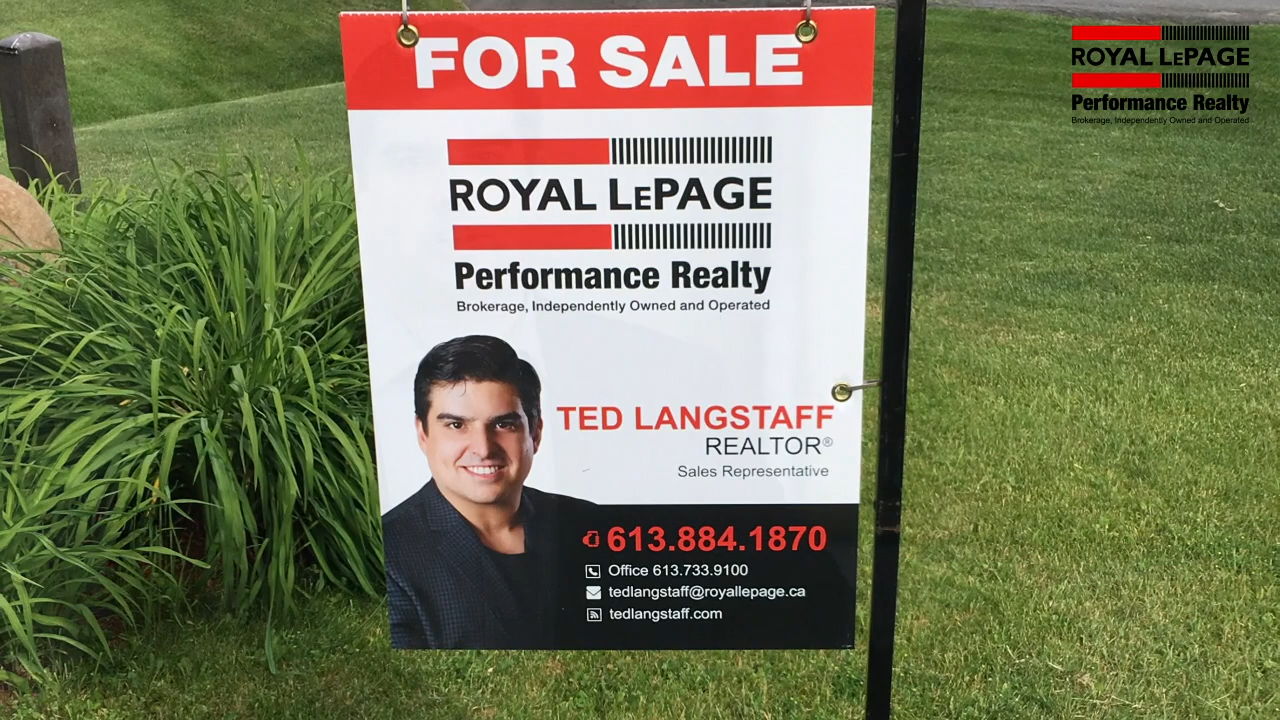 FOR SALE
ROYAL LEPAGE
Performance Realty
Brokerage, Independently Owned and Operated
TED LANGSTAFF
REALTOR®
Sales Representative
613.884.1870
Office 613.733.9100
tedlangstaff@royallepage.ca
tedlangstaff.com
ROYAL LEPAGE
Performance Realty
Brokerage, Independently Owned and Operated